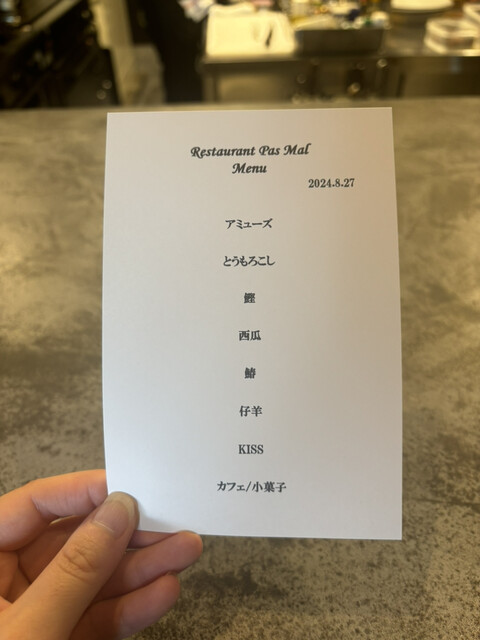 Restaurant Pas Mal
Menu
2024.8.27
アミューズ
とうもろこし
鰹
西瓜
鰆
仔羊
KISS
カフェ/小菓子